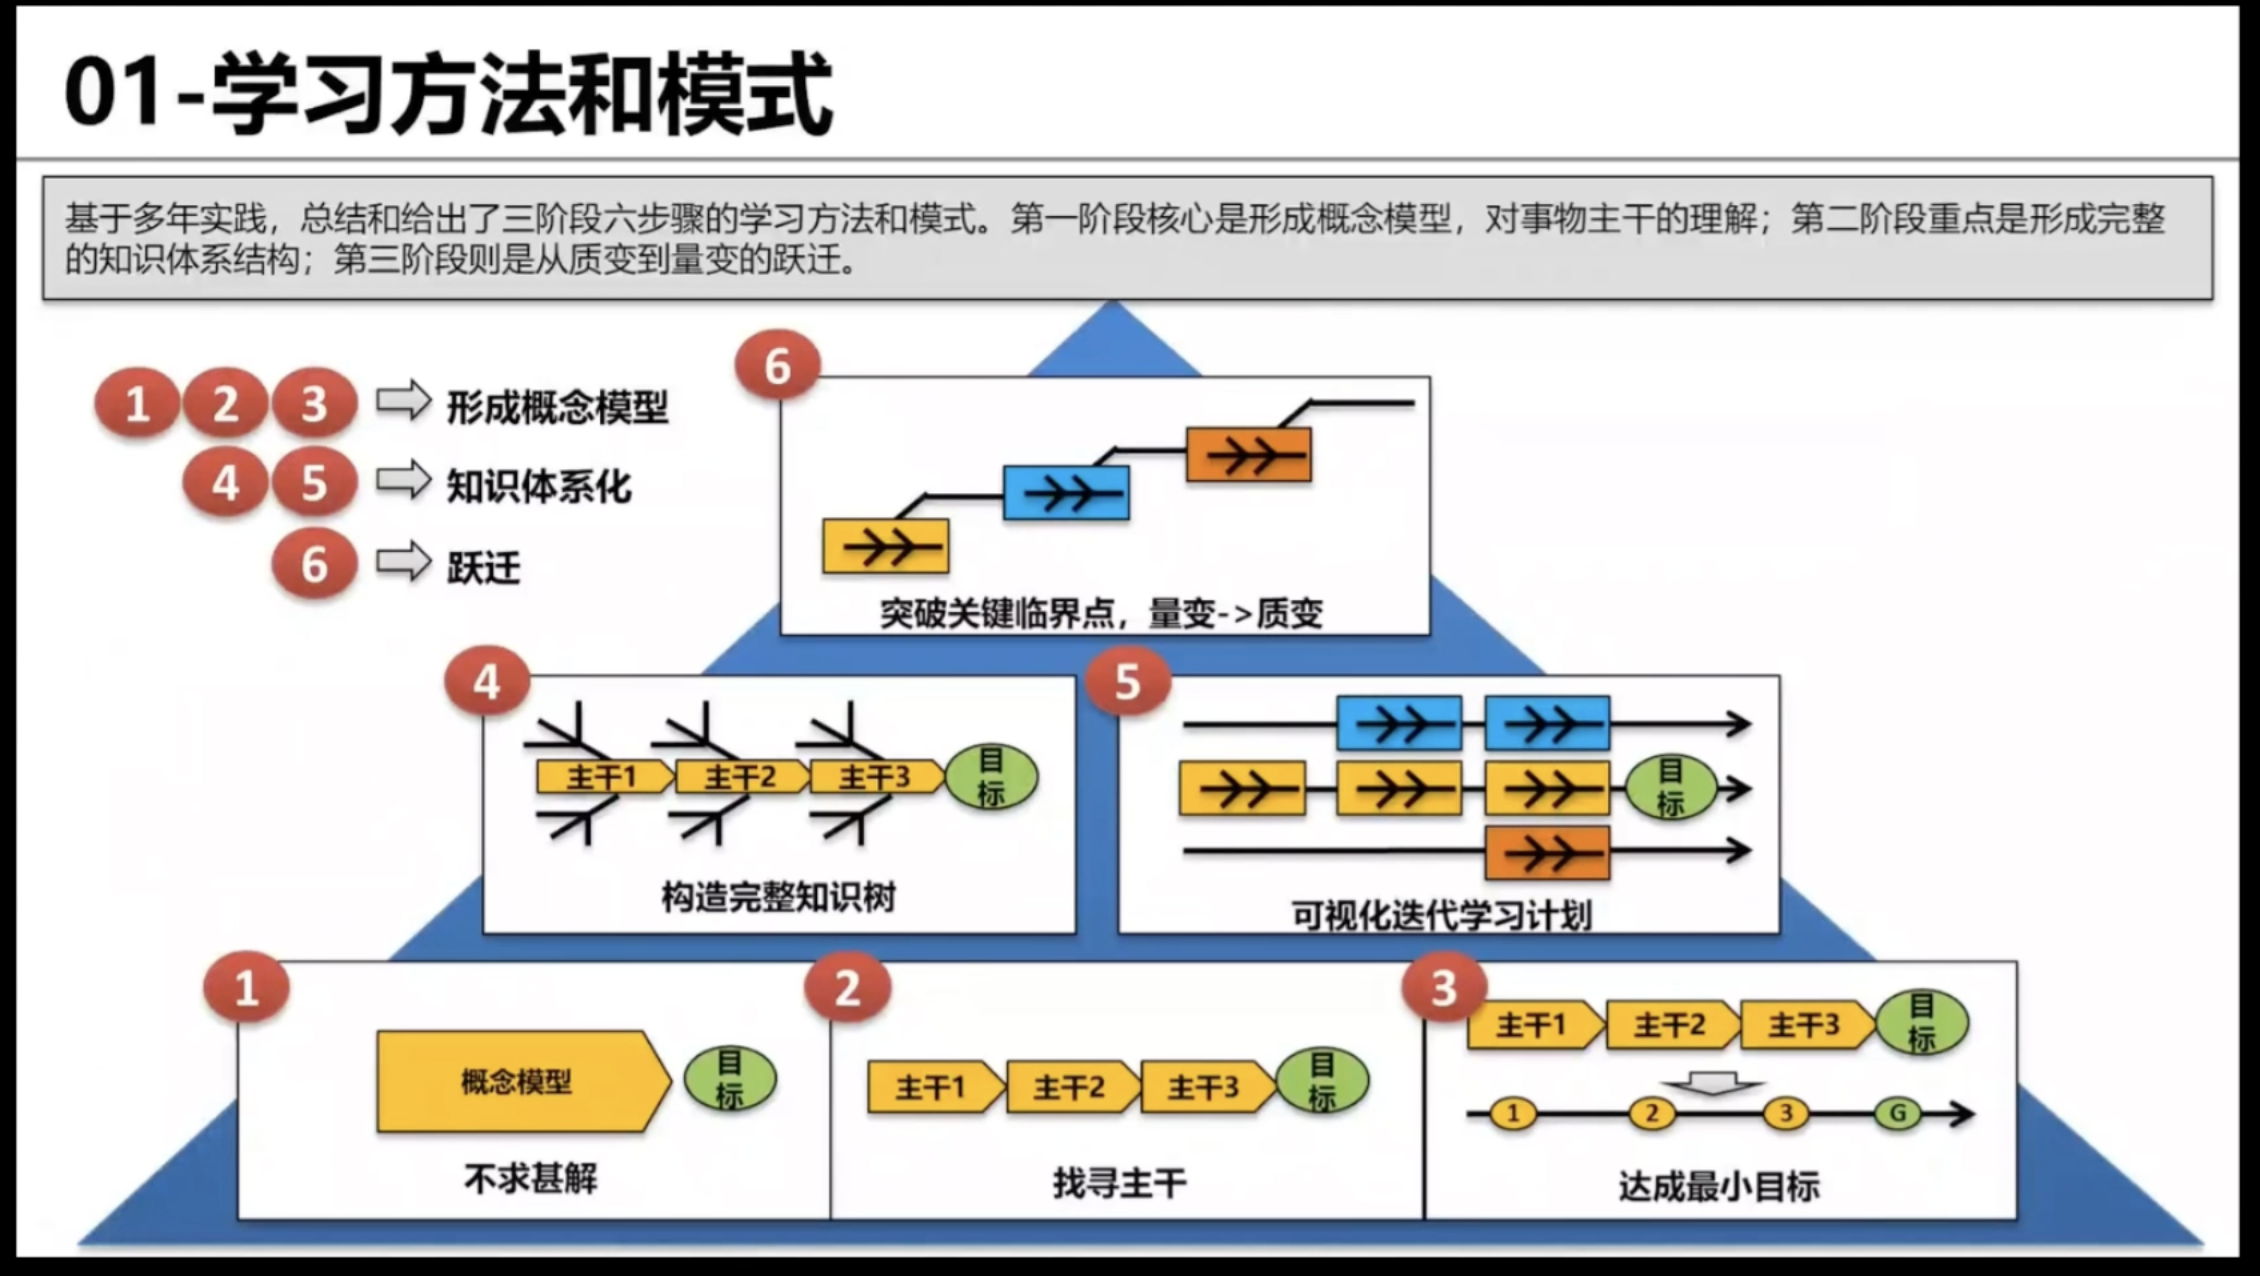 01-学习方法和模式
基于多年实践，总结和给出了三阶段六步骤的学习方法和模式。第一阶段核心是形成概念模型，对事物主干的理解；第二阶段重点是形成完整
的知识体系结构；第三阶段则是从质变到量变的跃迁。
1 2 3 形成概念模型
4 5 知识体系化
6 跃迁
6
突破关键临界点，量变->质变
4
主干1 主干2 主干3 目
标
构造完整知识树
5
目
标
可视化迭代学习计划
1
概念模型 目
标
不求甚解
2
主干1 主干2 主干3 目
标
找寻主干
3
主干1 主干2 主干3 目
标
1 2 3 G
达成最小目标